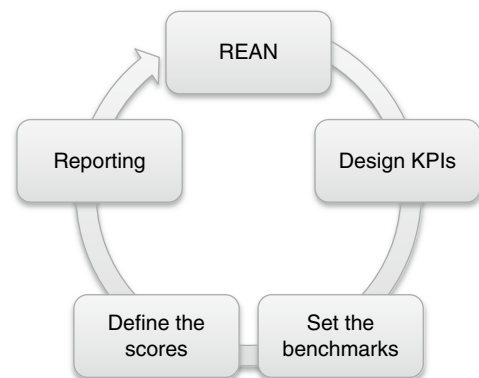 REAN
Design KPIs
Set the
benchmarks
Define the
scores
Reporting